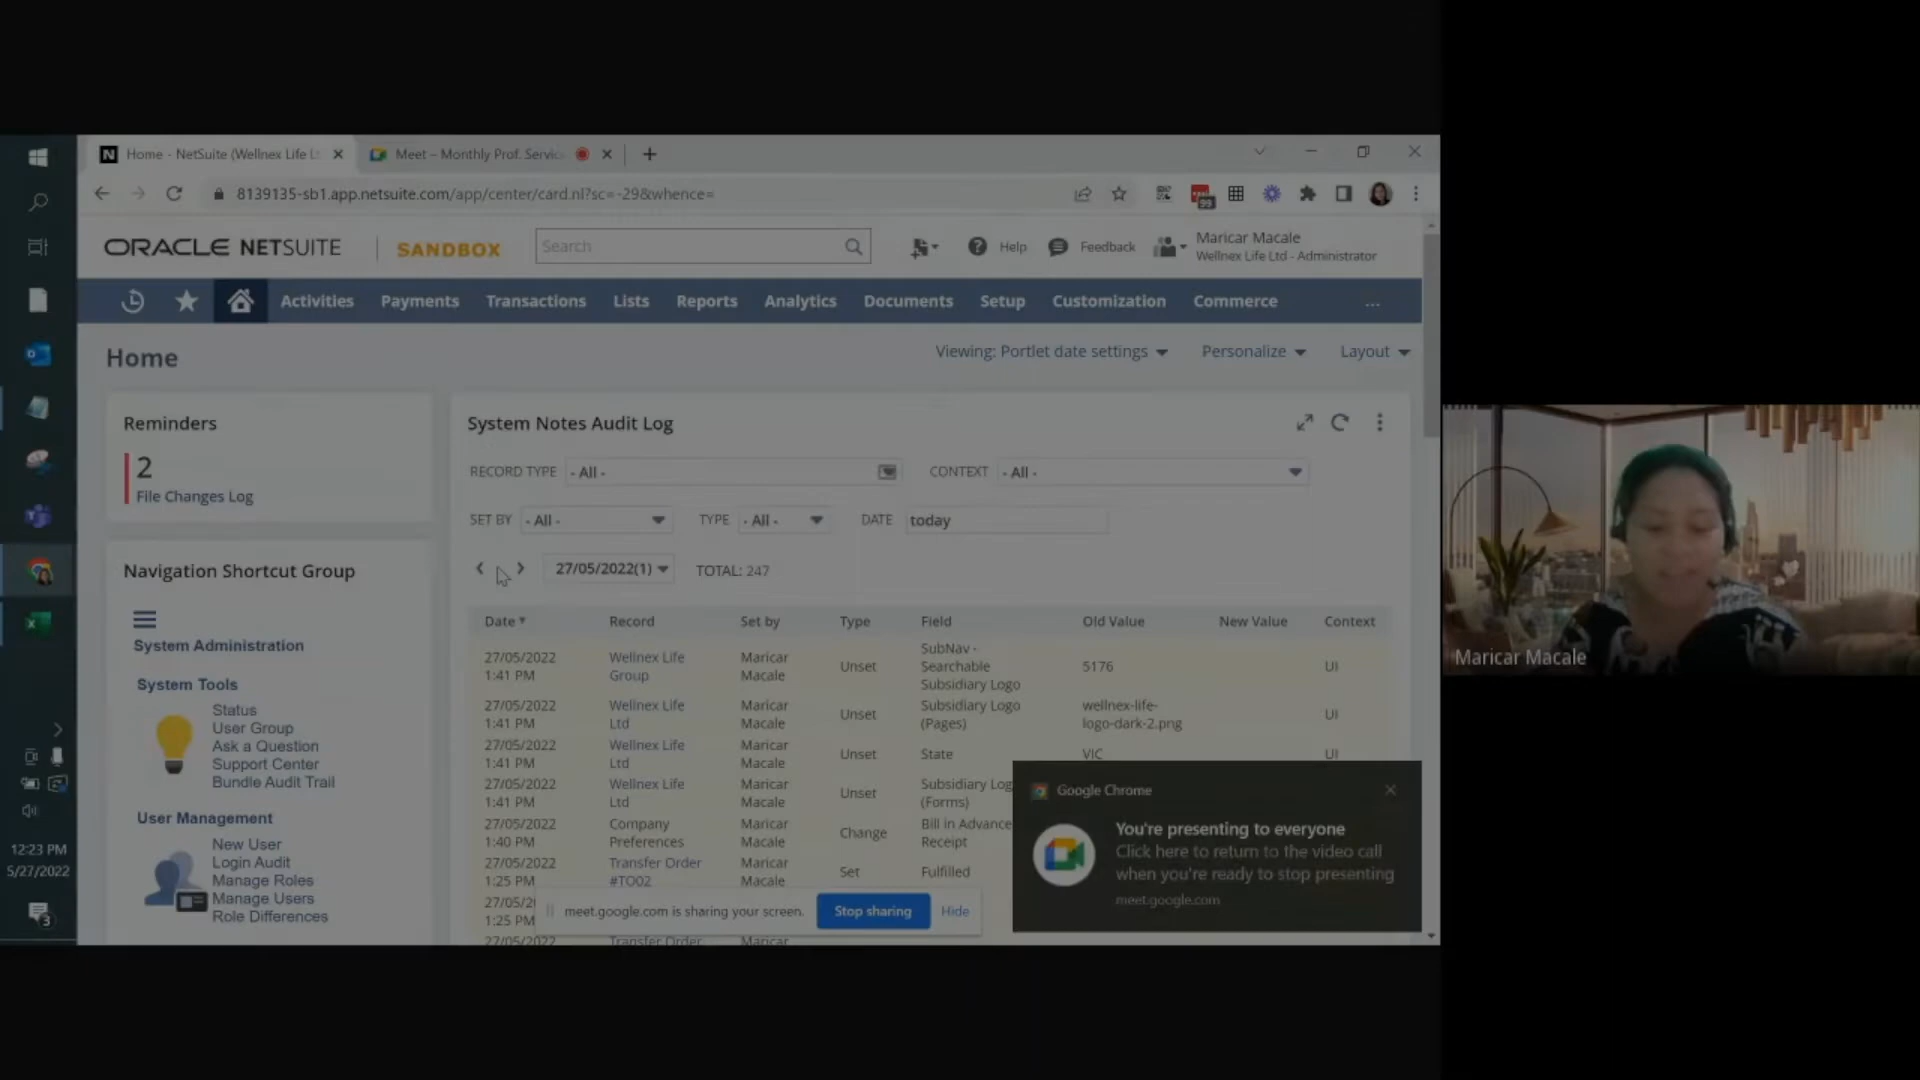 Home - NetSuite (Wellnex Life Lt
Meet – Monthly Prof. Servic
8139135-sb1.app.netsuite.com/app/center/card.nl?sc=-29&whence=
99
ORACLE NETSUITE
SANDBOX
Search
Help
Feedback
Maricar Macale
Wellnex Life Ltd - Administrator
Activities Payments Transactions Lists Reports Analytics Documents Setup Customization Commerce ...
Home
Viewing: Portlet date settings
Personalize
Layout
Reminders
2
File Changes Log
Navigation Shortcut Group
System Administration
System Tools
Status
User Group
Ask a Question
Support Center
Bundle Audit Trail
User Management
New User
Login Audit
Manage Roles
Manage Users
Role Differences
System Notes Audit Log
RECORD TYPE - All - CONTEXT - All -
SET BY - All - TYPE - All - DATE today
27/05/2022(1) TOTAL: 247
Date Record Set by Type Field Old Value New Value Context
27/05/2022 1:41 PM Wellnex Life Group Maricar Macale Unset SubNav - Searchable Subsidiary Logo 5176 UI
27/05/2022 1:41 PM Wellnex Life Ltd Maricar Macale Unset Subsidiary Logo (Pages) wellnex-life-logo-dark-2.png UI
27/05/2022 1:41 PM Wellnex Life Ltd Maricar Macale Unset State VIC UI
27/05/2022 1:41 PM Wellnex Life Ltd Maricar Macale Unset Subsidiary Log (Forms)
27/05/2022 1:40 PM Company Preferences Maricar Macale Change Bill in Advance Receipt
27/05/2022 1:25 PM Transfer Order #TO02 Maricar Macale Set Fulfilled
27/05/2
1:25 PM
27/05/2022 Transfer Order Maricar
meet.google.com is sharing your screen.
Stop sharing
Hide
Google Chrome
You're presenting to everyone
Click here to return to the video call
when you're ready to stop presenting
meet.google.com
12:23 PM
5/27/2022
3
Maricar Macale